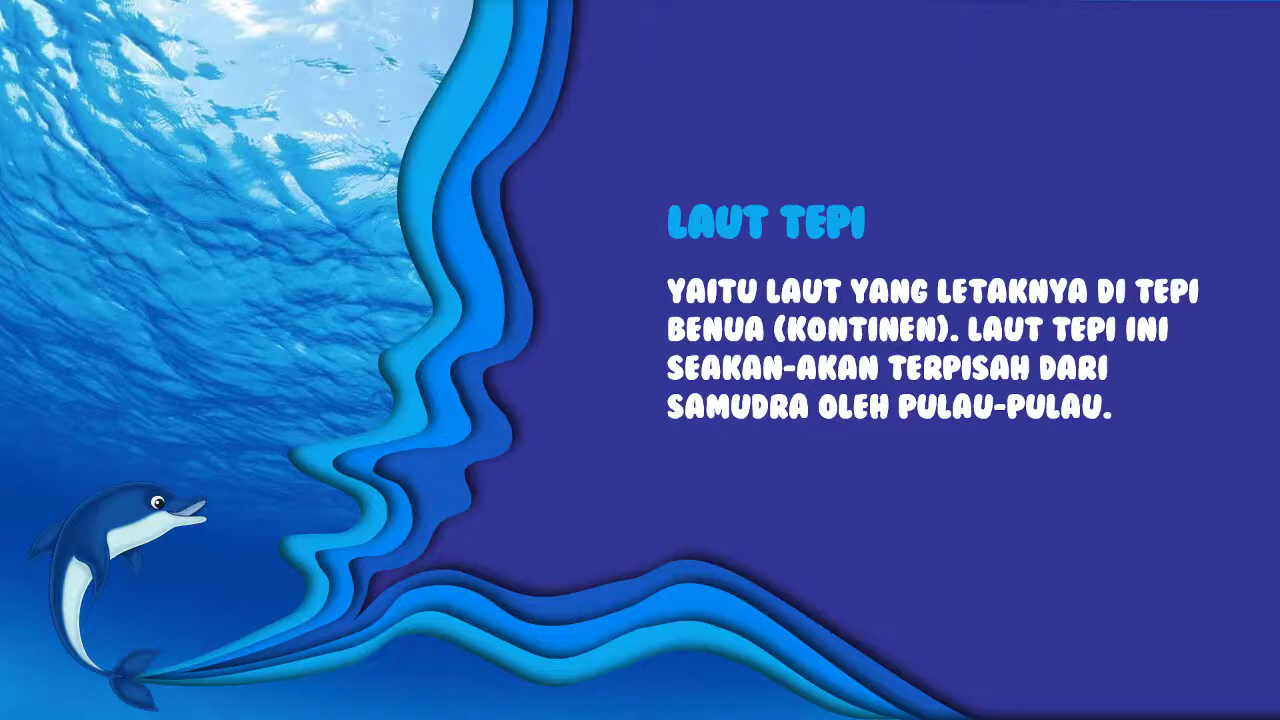 LAUT TEPI
YAITU LAUT YANG LETAKNYA DI TEPI
BENUA (KONTINEN). LAUT TEPI INI
SEAKAN-AKAN TERPISAH DARI
SAMUDRA OLEH PULAU-PULAU.